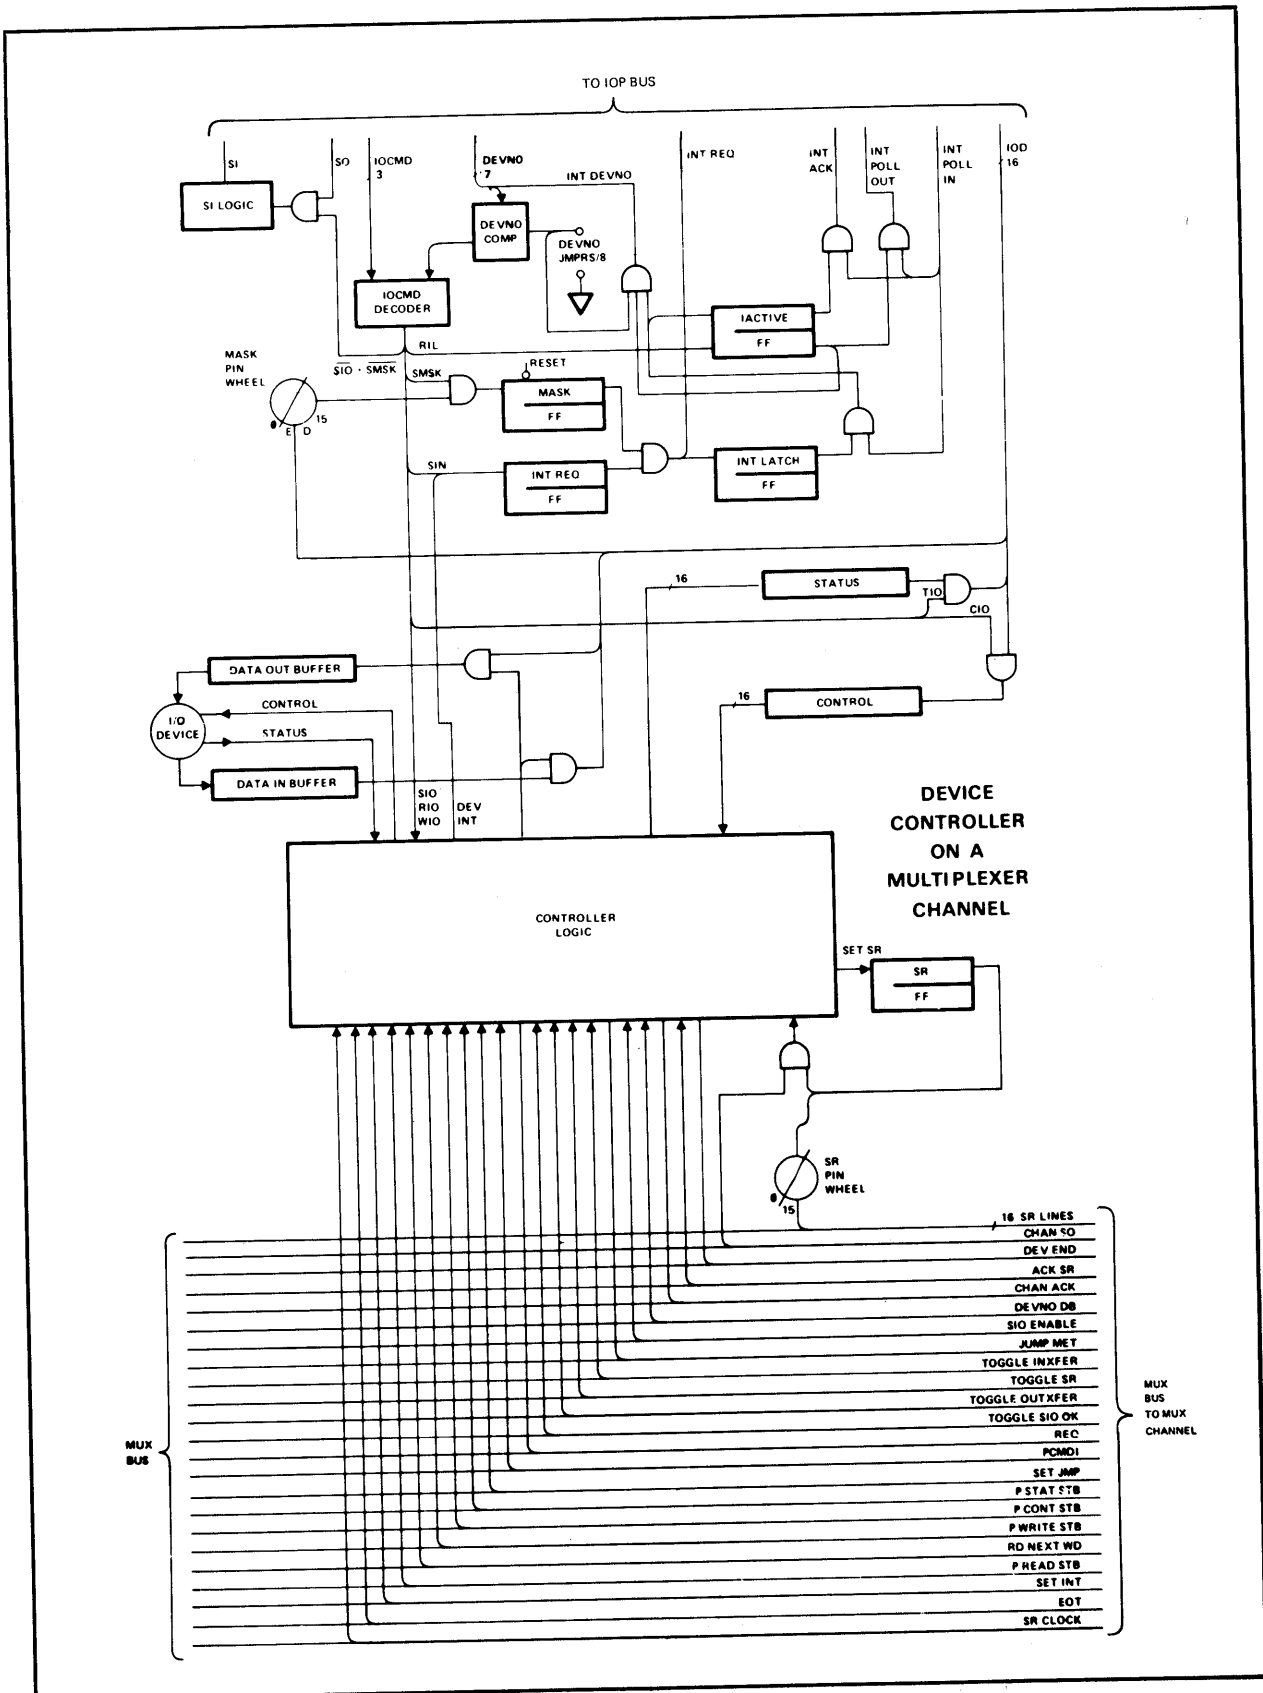 TO IOP BUS
SI
SO
IOCMD
3
DEVNO
7
INT DEVNO
INT REQ
INT
ACK
INT
POLL
OUT
INT
POLL
IN
IOD
16
SI LOGIC
DEVNO
COMP
DEVNO
JMPRS/8
IOCMD
DECODER
IACTIVE
FF
RIL
MASK
PIN
WHEEL
SIO · SMSK
SMSK
RESET
MASK
FF
0
E D
15
SIN
INT REQ
FF
INT LATCH
FF
16
STATUS
TIO
CIO
DATA OUT BUFFER
16
CONTROL
I/O
DEVICE
CONTROL
STATUS
DATA IN BUFFER
SIO
RIO
WIO
DEV
INT
DEVICE
CONTROLLER
ON A
MULTIPLEXER
CHANNEL
CONTROLLER
LOGIC
SET SR
SR
FF
SR
PIN
WHEEL
0
15
16 SR LINES
CHAN SO
DEV END
ACK SR
CHAN ACK
DEVNO DB
SIO ENABLE
JUMP MET
TOGGLE INXFER
TOGGLE SR
TOGGLE OUTXFER
TOGGLE SIO OK
REQ
PCMDI
SET JMP
P STAT STB
P CONT STB
P WRITE STB
RD NEXT WD
P READ STB
SET INT
EOT
SR CLOCK
MUX
BUS
MUX
BUS
TO MUX
CHANNEL